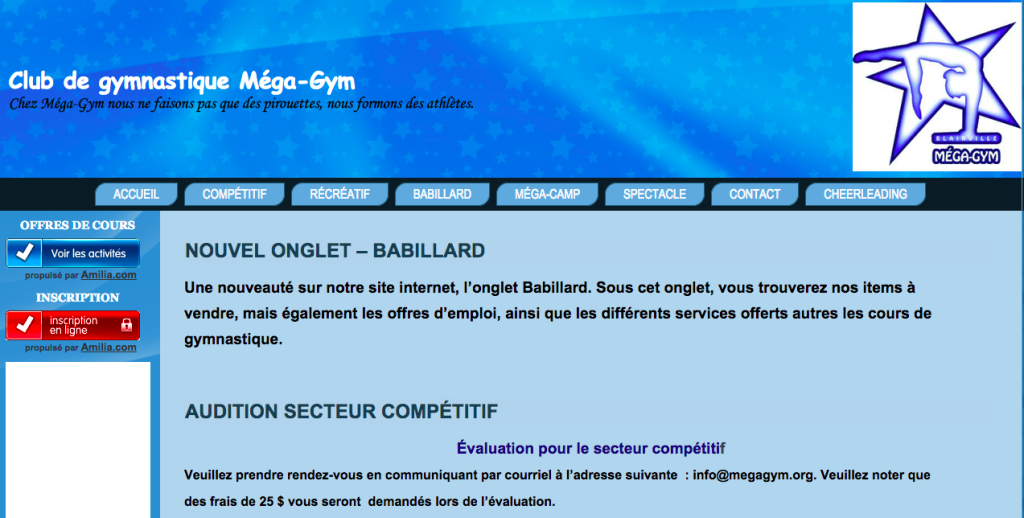 Club de gymnastique Méga-Gym
Chez Méga-Gym nous ne faisons pas que des pirouettes, nous formons des athlètes.
BLAINVILLE
MÉGA-GYM
ACCUEIL COMPÉTITIF RÉCRÉATIF BABILLARD MÉGA-CAMP SPECTACLE CONTACT CHEERLEADING
OFFRES DE COURS
Voir les activités
propulsé par Amilia.com
INSCRIPTION
inscription
en ligne
propulsé par Amilia.com
NOUVEL ONGLET – BABILLARD
Une nouveauté sur notre site internet, l’onglet Babillard. Sous cet onglet, vous trouverez nos items à
vendre, mais également les offres d’emploi, ainsi que les différents services offerts autres les cours de
gymnastique.
AUDITION SECTEUR COMPÉTITIF
Évaluation pour le secteur compétitif
Veuillez prendre rendez-vous en communiquant par courriel à l’adresse suivante : info@megagym.org. Veuillez noter que
des frais de 25 $ vous seront demandés lors de l’évaluation.